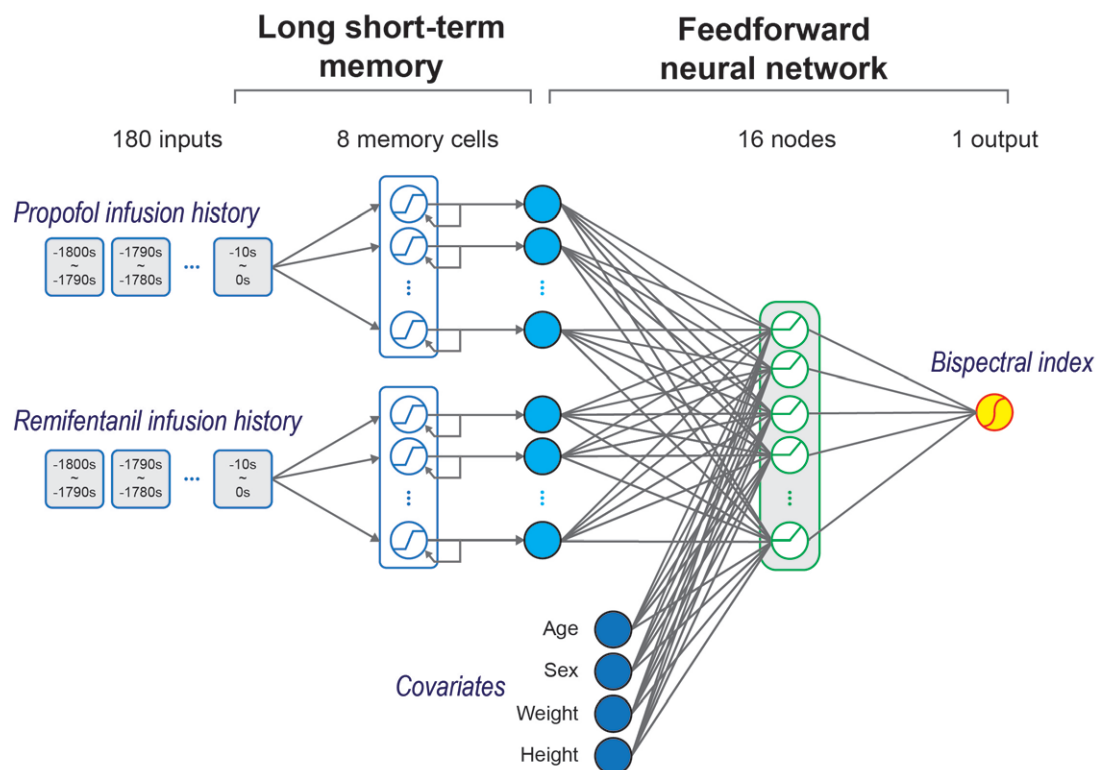 Long short-term
memory
Feedforward
neural network
180 inputs
8 memory cells
16 nodes
1 output
Propofol infusion history
-1800s
~
-1790s
-1790s
~
-1780s
...
-10s
~
0s
...
...
Remifentanil infusion history
-1800s
~
-1790s
-1790s
~
-1780s
...
-10s
~
0s
...
...
...
Bispectral index
Covariates
Age
Sex
Weight
Height